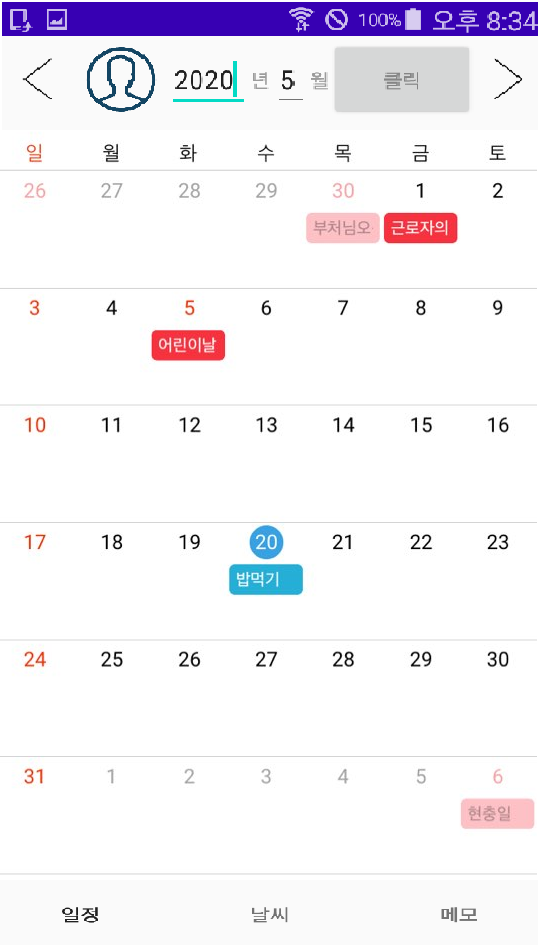 100% 오후 8:34
2020 년 5 월 클릭
일 월 화 수 목 금 토
26 27 28 29 30 1 2
부처님오 근로자의
3 4 5 6 7 8 9
어린이날
10 11 12 13 14 15 16
17 18 19 20 21 22 23
밥먹기
24 25 26 27 28 29 30
31 1 2 3 4 5 6
현충일
일정 날씨 메모